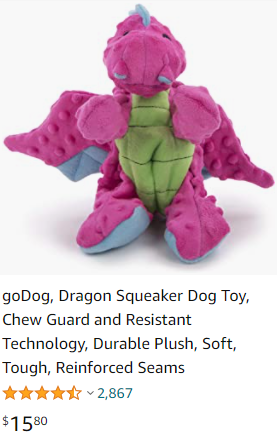 goDog, Dragon Squeaker Dog Toy,
Chew Guard and Resistant
Technology, Durable Plush, Soft,
Tough, Reinforced Seams
2,867
$1580